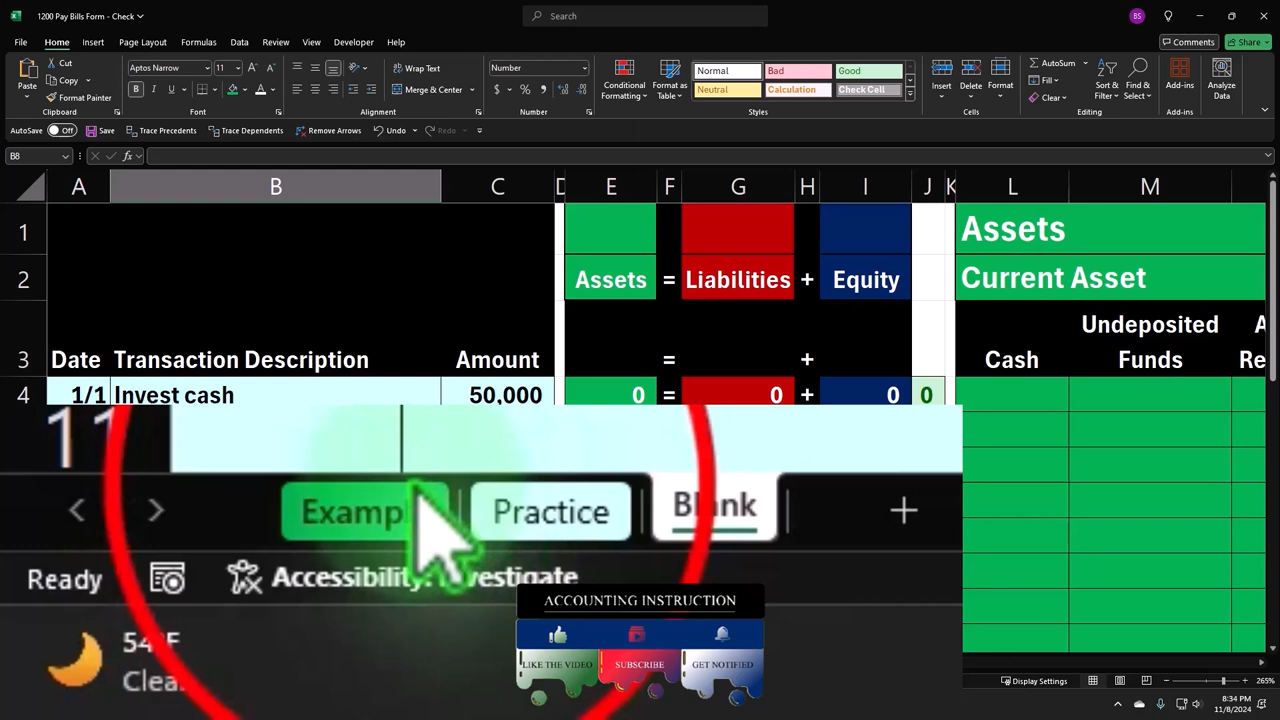 1200 Pay Bills Form - Check
Search
BS
File Home Insert Page Layout Formulas Data Review View Developer Help
Comments Share
Paste
Cut
Copy
Format Painter
Clipboard
Aptos Narrow 11
B I U
Font
Wrap Text
Merge & Center
Alignment
Number
$ %
Number
Conditional
Formatting
Format as
Table
Normal Bad Good
Neutral Calculation Check Cell
Styles
Insert Delete Format
Cells
AutoSum
Fill
Clear
Sort &
Filter
Find &
Select
Editing
Add-ins
Add-ins
Analyze
Data
AutoSave Off Save Trace Precedents Trace Dependents Remove Arrows Undo Redo
B8 fx
A B C D E F G H I J K L M
1 Assets
2 Assets = Liabilities + Equity Current Asset
Undeposited
3 Date Transaction Description Amount = + Cash Funds
4 1/1 Invest cash 50,000 0 = 0 + 0 0
11
Practice Blank +
Ready Accessibility: Investigate
54°F
ACCOUNTING INSTRUCTION
LIKE THE VIDEO SUBSCRIBE GET NOTIFIED
Display Settings 265%
8:34 PM
11/8/2024